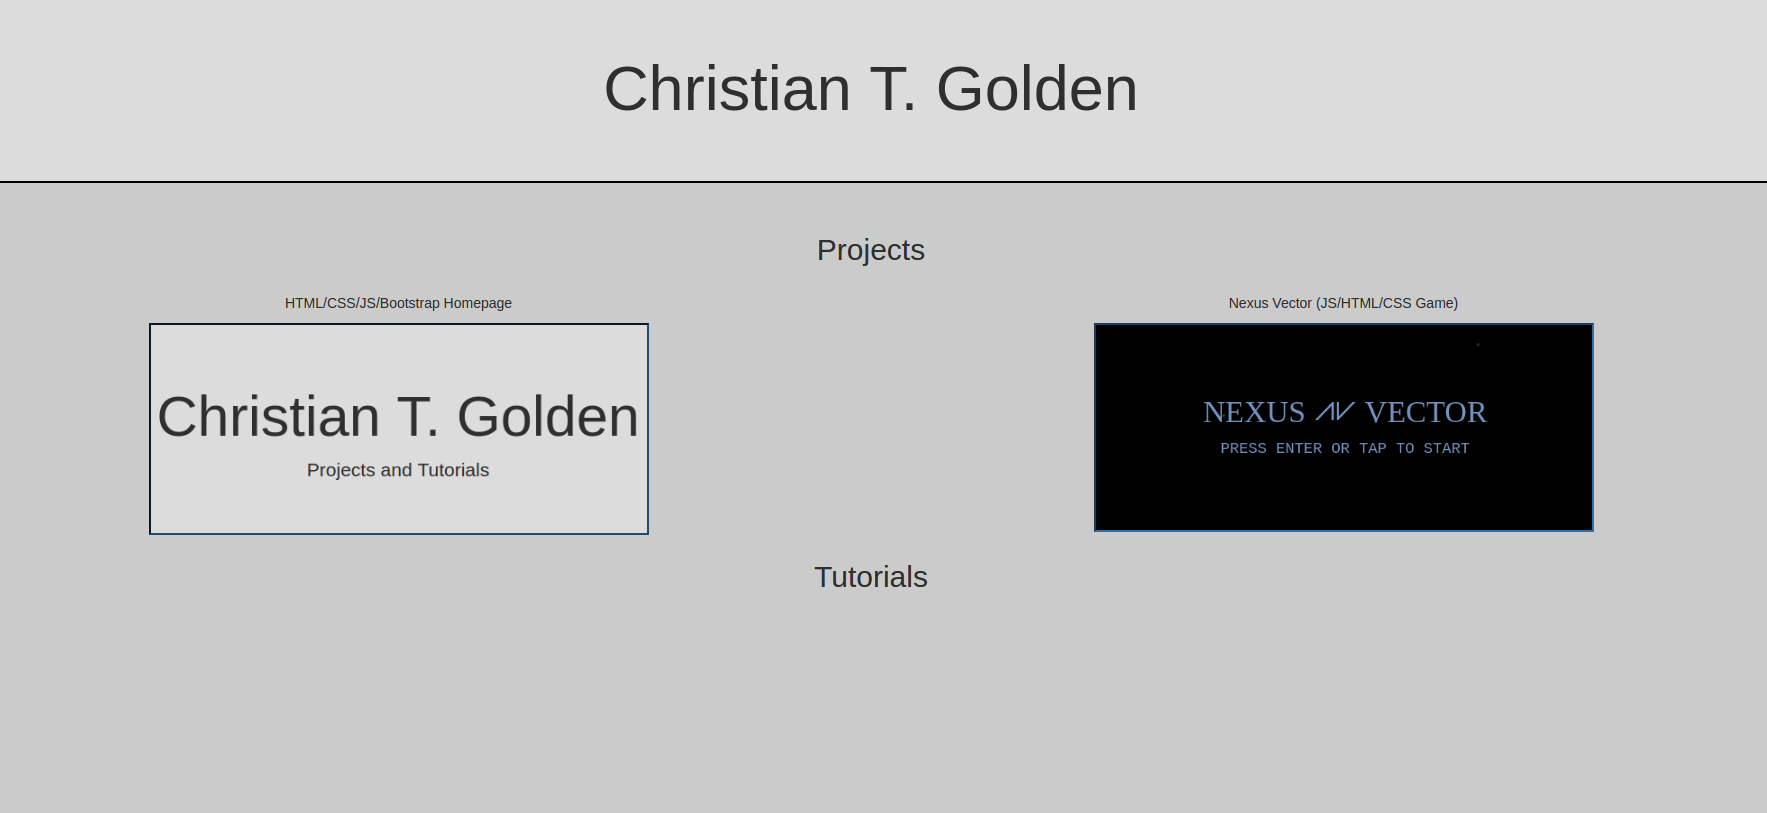 Christian T. Golden
Projects
HTML/CSS/JS/Bootstrap Homepage
Christian T. Golden
Projects and Tutorials
Nexus Vector (JS/HTML/CSS Game)
NEXUS VECTOR
PRESS ENTER OR TAP TO START
Tutorials